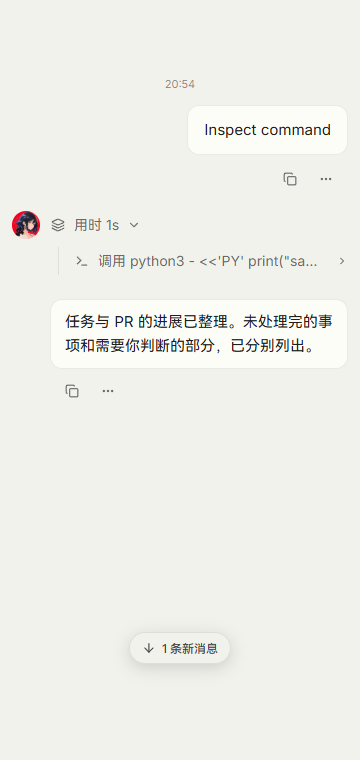 20:54
Inspect command
用时 1s
调用 python3 - <<'PY' print("sa...
任务与 PR 的进展已整理。未处理完的事
项和需要你判断的部分，已分别列出。
1 条新消息